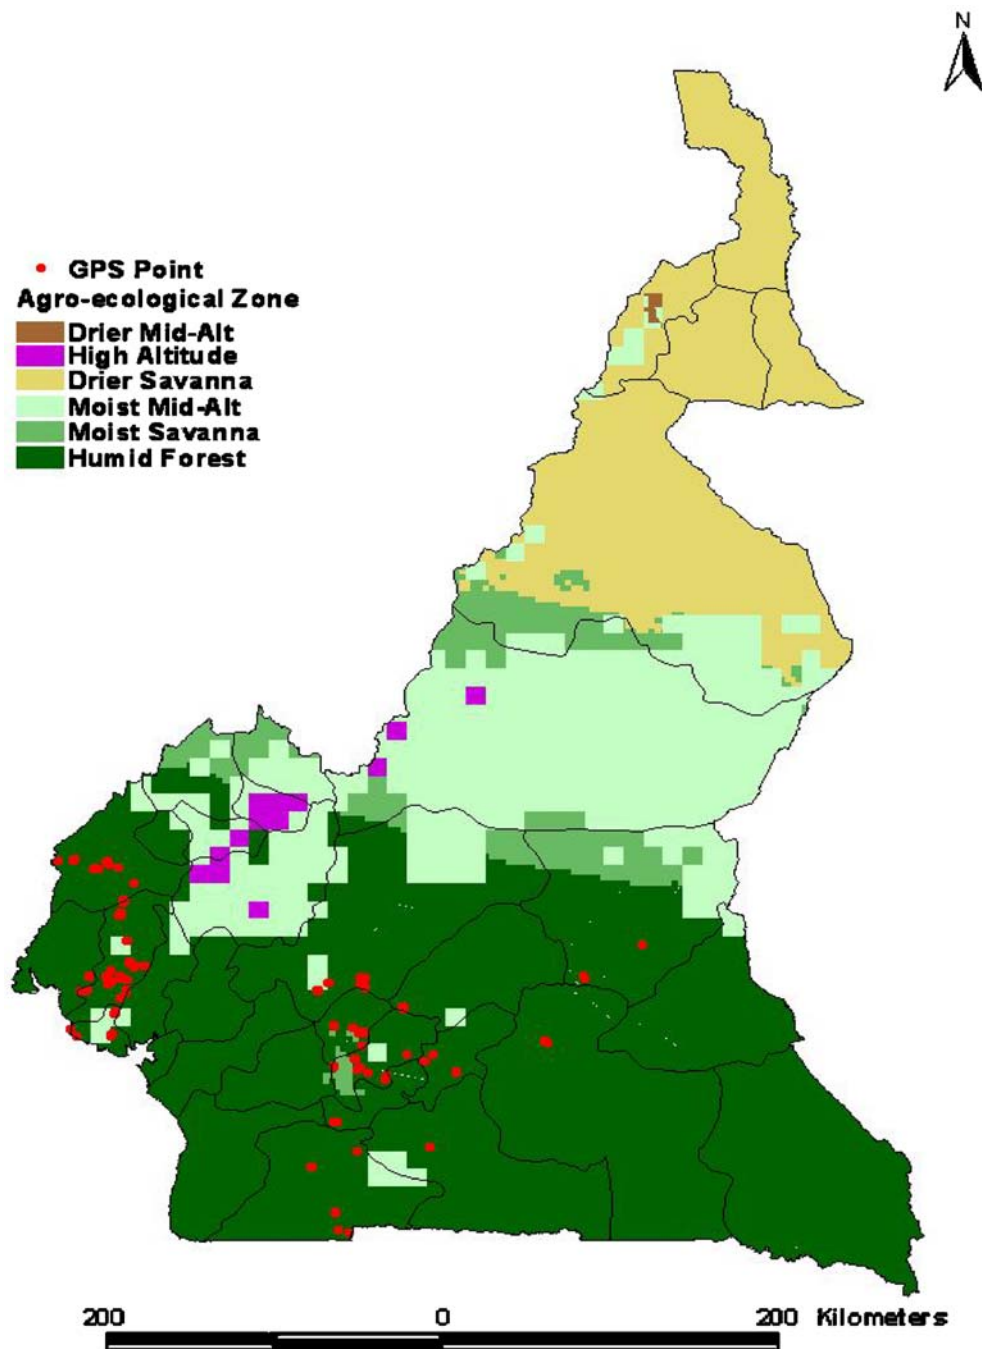 N
GPS Point
Agro-ecological Zone
Drier Mid-Alt
High Altitude
Drier Savanna
Moist Mid-Alt
Moist Savanna
Humid Forest
200 0 200 Kilometers